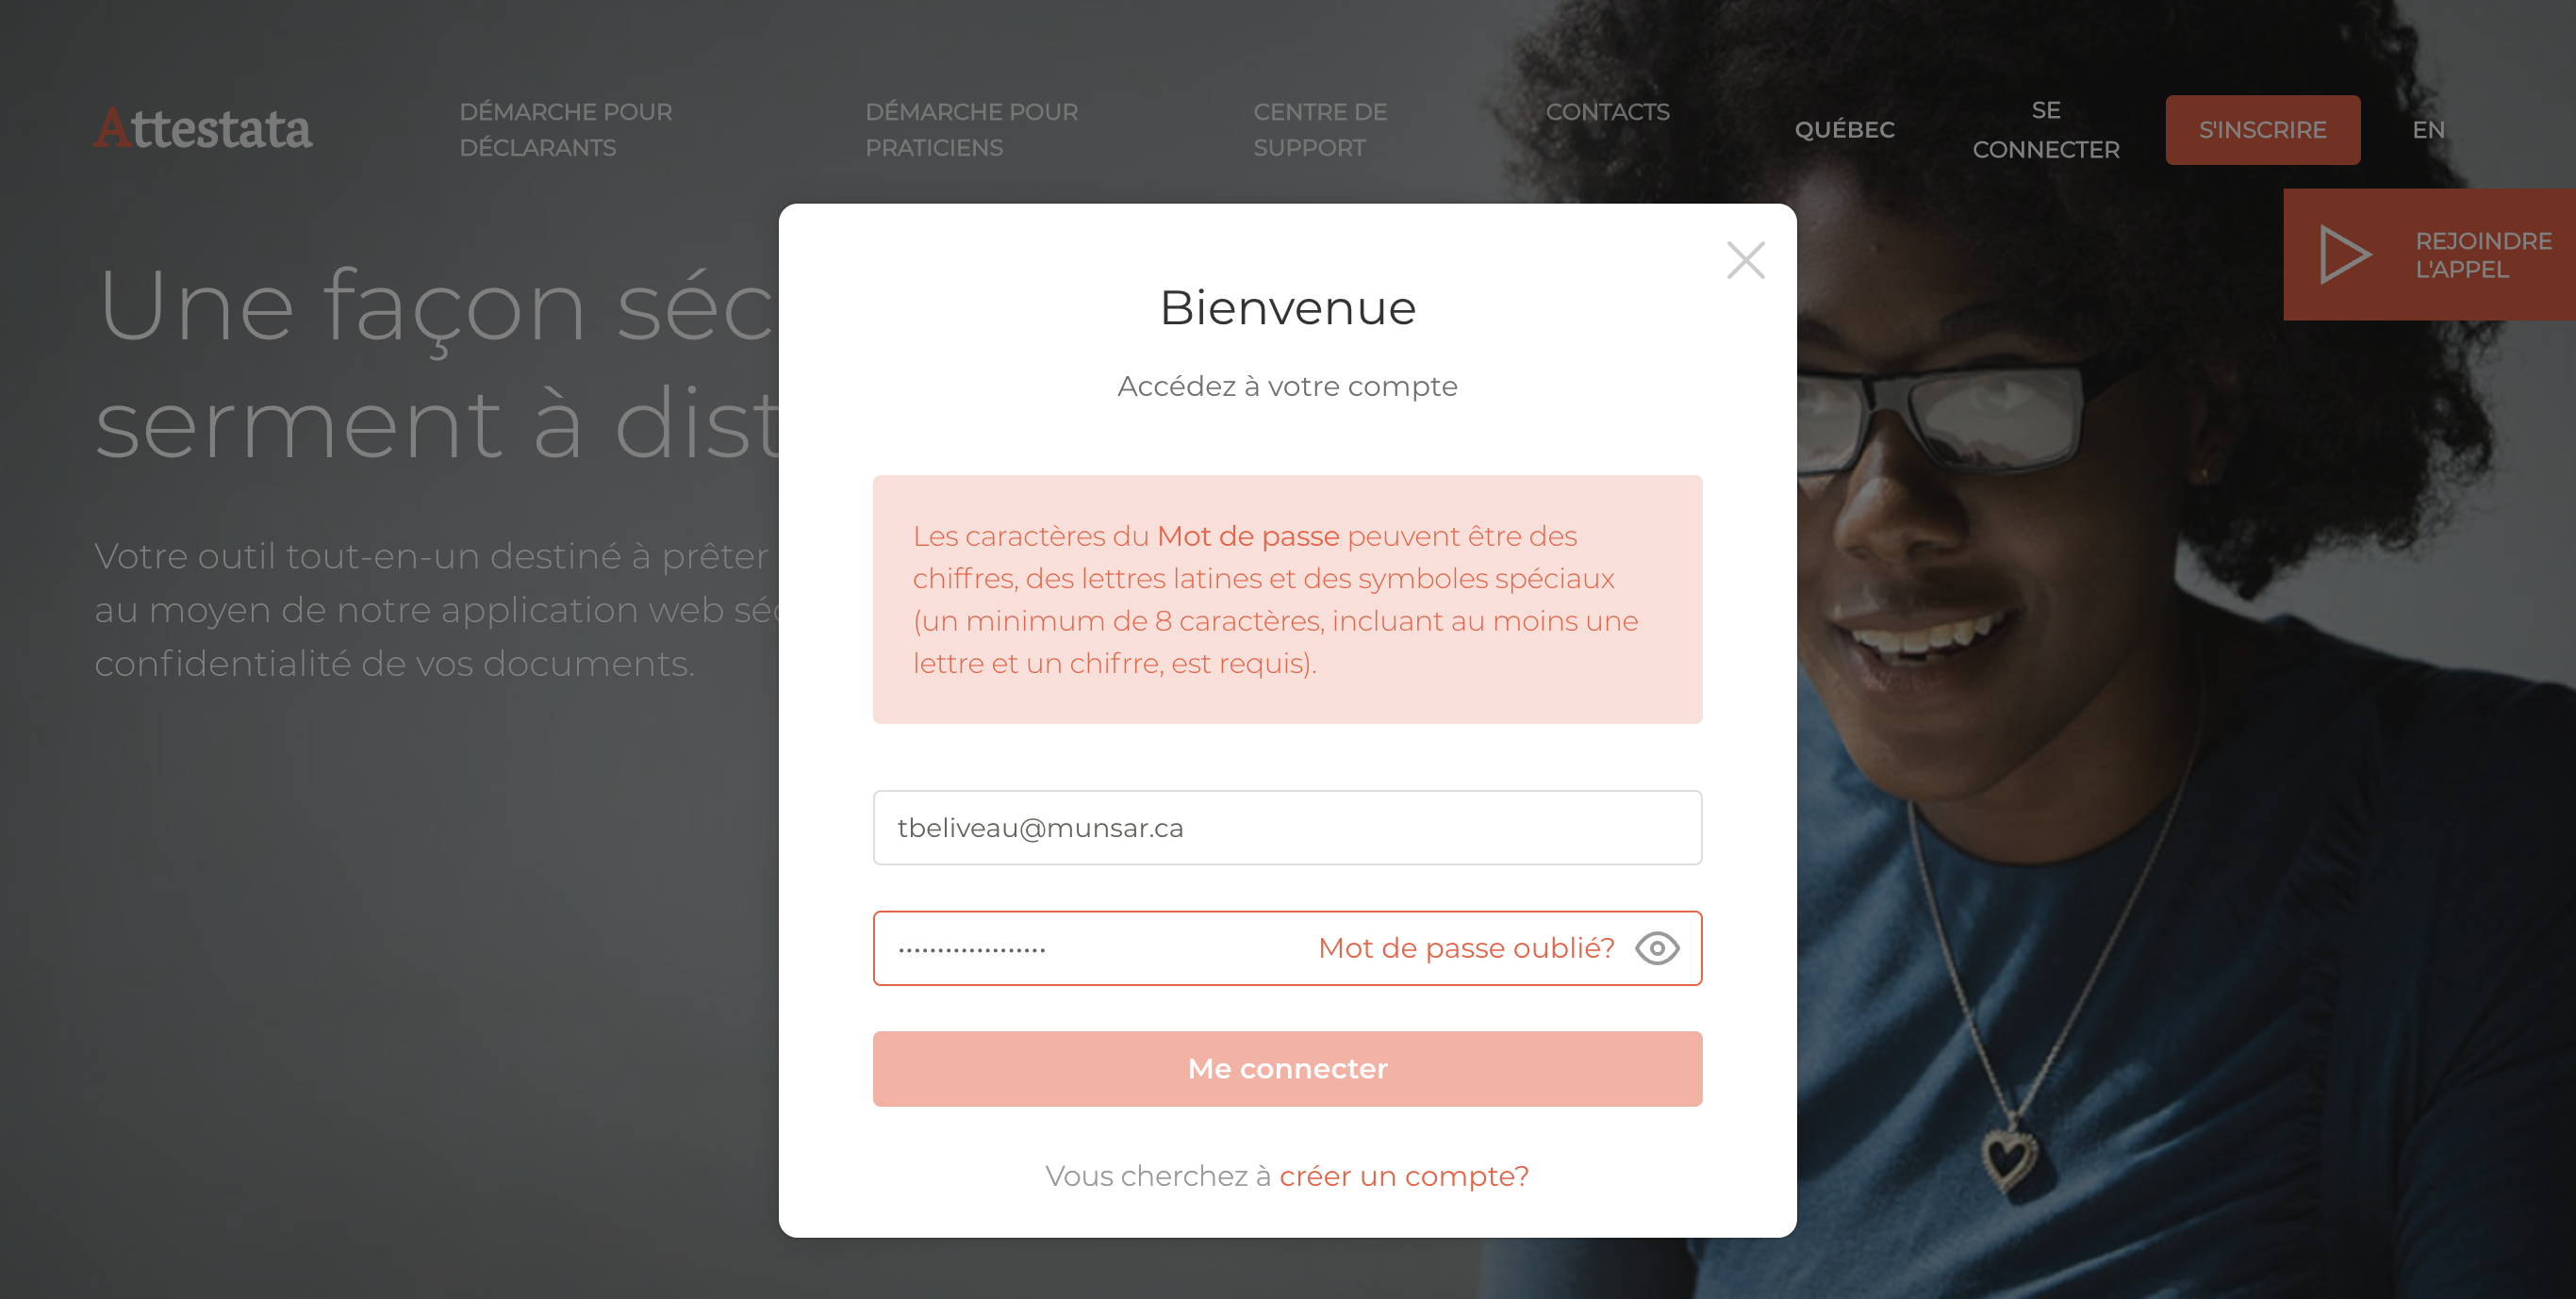 Attestata
DÉMARCHE POUR
DÉCLARANTS
DÉMARCHE POUR
PRATICIENS
CENTRE DE
SUPPORT
CONTACTS
QUÉBEC
SE
CONNECTER
S'INSCRIRE
EN
REJOINDRE
L'APPEL
Une façon séc
serment à dist
Votre outil tout-en-un destiné à prêter
au moyen de notre application web séc
confidentialité de vos documents.
Bienvenue
Accédez à votre compte
Les caractères du Mot de passe peuvent être des
chiffres, des lettres latines et des symboles spéciaux
(un minimum de 8 caractères, incluant au moins une
lettre et un chifrre, est requis).
tbeliveau@munsar.ca
Mot de passe oublié?
Me connecter
Vous cherchez à créer un compte?